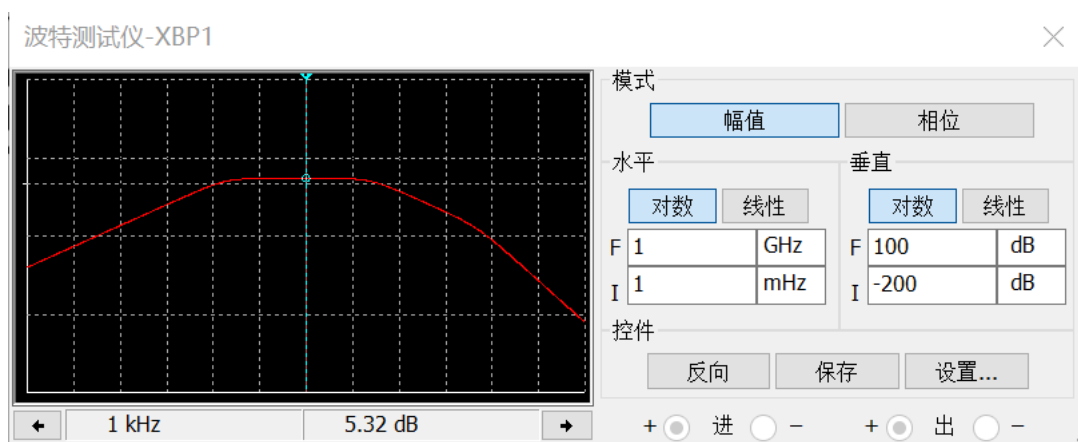 波特测试仪-XBP1
模式
幅值 相位
水平 垂直
对数 线性 对数 线性
F 1 GHz F 100 dB
I 1 mHz I -200 dB
控件
反向 保存 设置...
1 kHz 5.32 dB + 进 - + 出 -